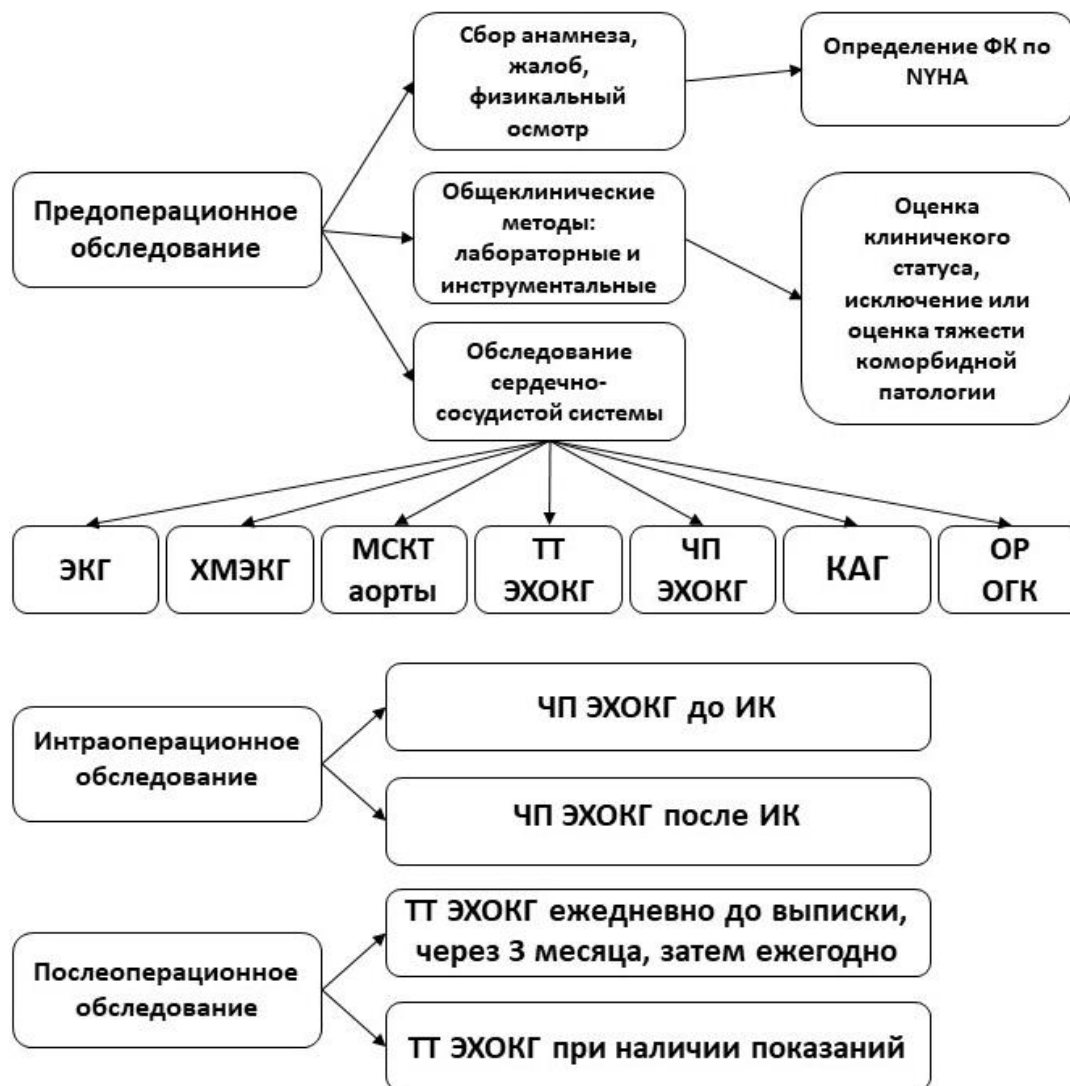 Сбор анамнеза,
жалоб,
физикальный
осмотр
Определение ФК по
NYHA
Предоперационное
обследование
Общеклинические
методы:
лабораторные и
инструментальные
Оценка
клиничекого
статуса,
исключение или
оценка тяжести
коморбидной
патологии
Обследование
сердечно-
сосудистой системы
ЭКГ
ХМЭКГ
МСКТ
аорты
ТТ
ЭХОКГ
ЧП
ЭХОКГ
КАГ
ОР
ОГК
Интраоперационное
обследование
ЧП ЭХОКГ до ИК
ЧП ЭХОКГ после ИК
Послеоперационное
обследование
ТТ ЭХОКГ ежедневно до выписки,
через 3 месяца, затем ежегодно
ТТ ЭХОКГ при наличии показаний